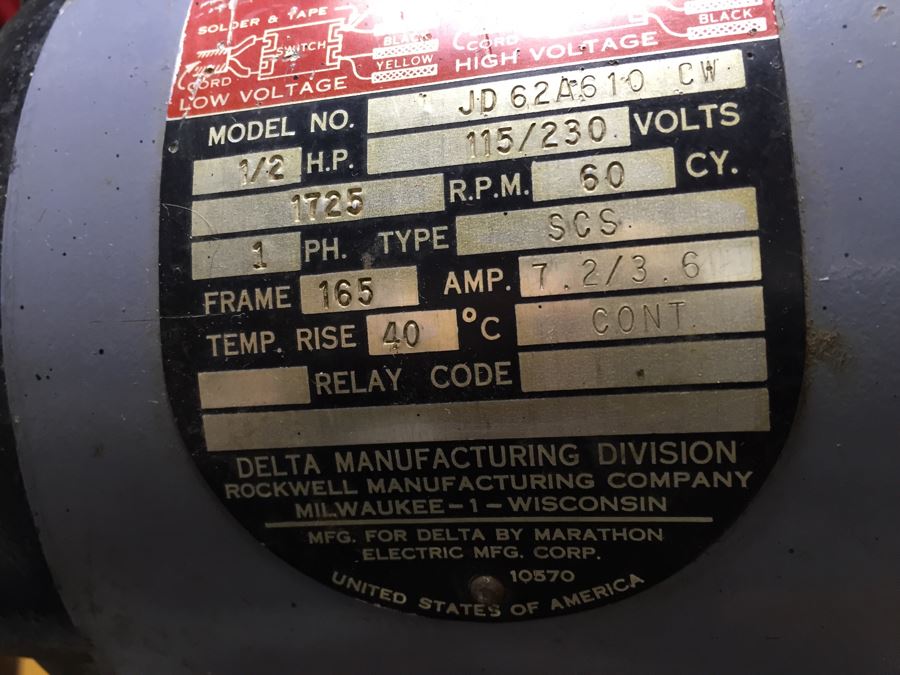 SOLDER & TAPE
BLACK
BLACK
SWITCH
YELLOW
CORD
CORD
LOW VOLTAGE
HIGH VOLTAGE
MODEL NO. JD 62A610 CW
1/2 H.P. 115/230 VOLTS
1725 R.P.M. 60 CY.
1 PH. TYPE SCS
FRAME 165 AMP. 7.2/3.6
TEMP. RISE 40 °C CONT
RELAY CODE
DELTA MANUFACTURING DIVISION
ROCKWELL MANUFACTURING COMPANY
MILWAUKEE-1-WISCONSIN
MFG. FOR DELTA BY MARATHON
ELECTRIC MFG. CORP.
10570
UNITED STATES OF AMERICA